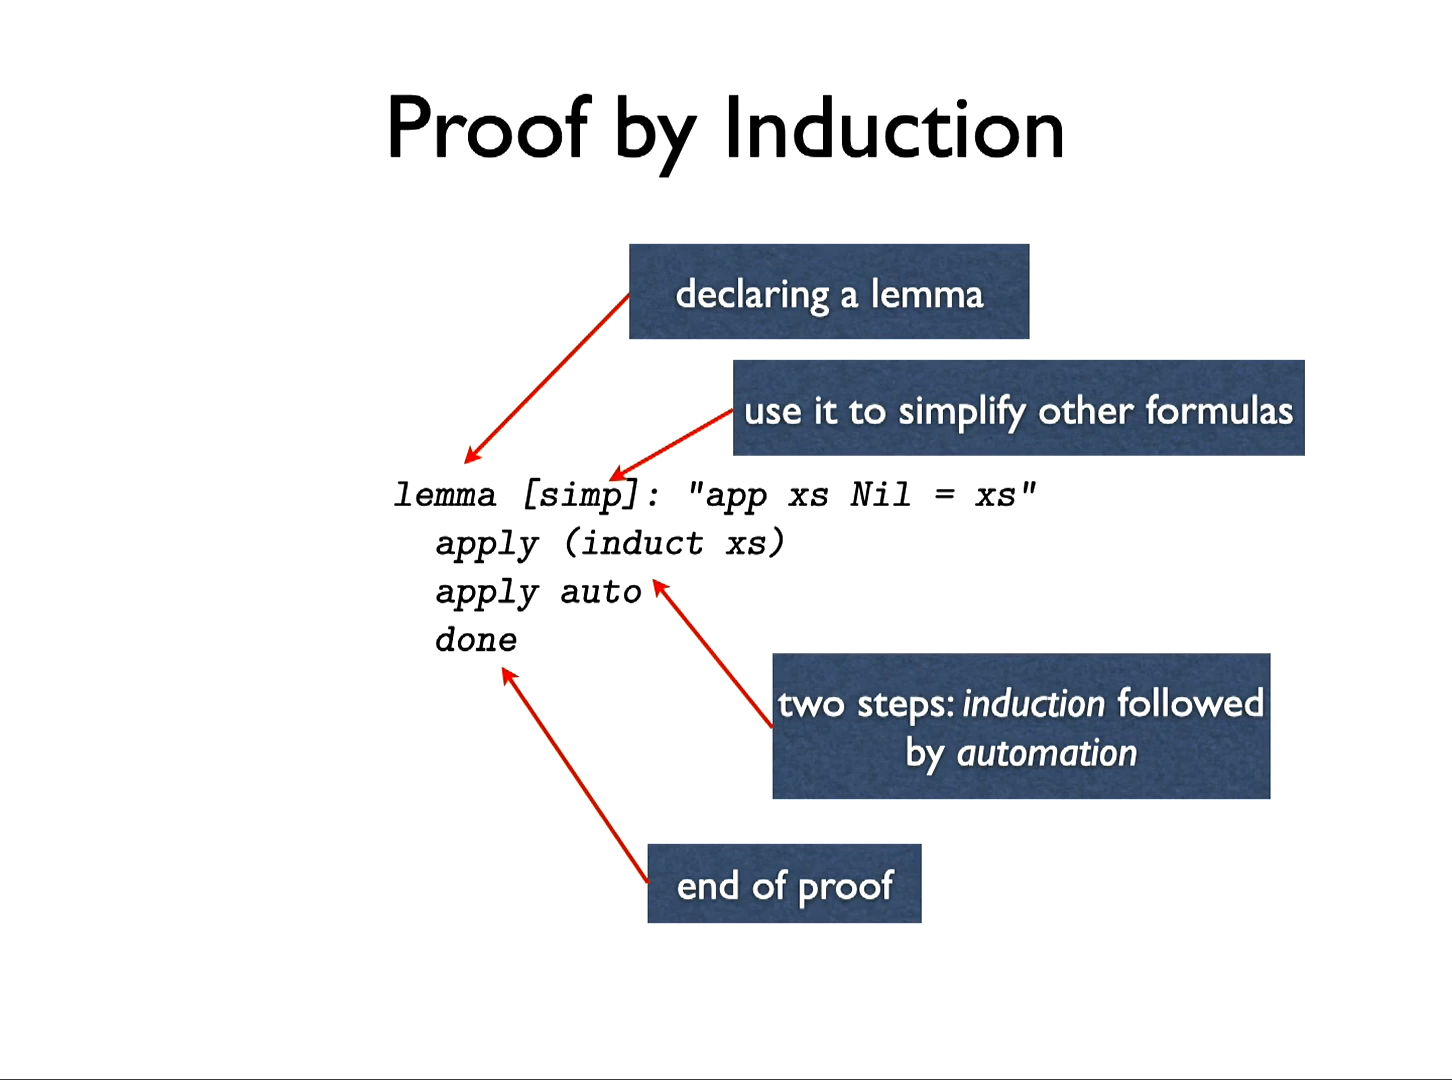 Proof by Induction
declaring a lemma
use it to simplify other formulas
lemma [simp]: "app xs Nil = xs"
apply (induct xs)
apply auto
done
two steps: induction followed
by automation
end of proof